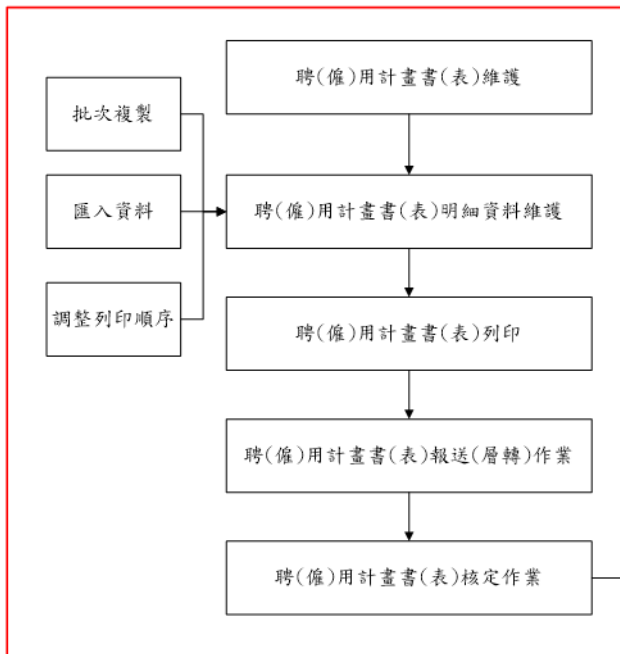 聘(僱)用計畫書(表)維護
批次複製
匯入資料
聘(僱)用計畫書(表)明細資料維護
調整列印順序
聘(僱)用計畫書(表)列印
聘(僱)用計畫書(表)報送(層轉)作業
聘(僱)用計畫書(表)核定作業